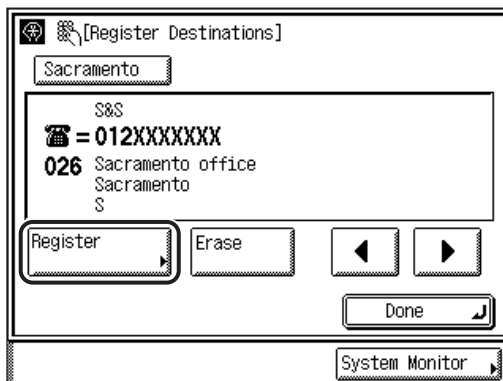 [Register Destinations]
Sacramento
S&S
=012XXXXXXX
026 Sacramento office
Sacramento
S
Register Erase
Done
System Monitor